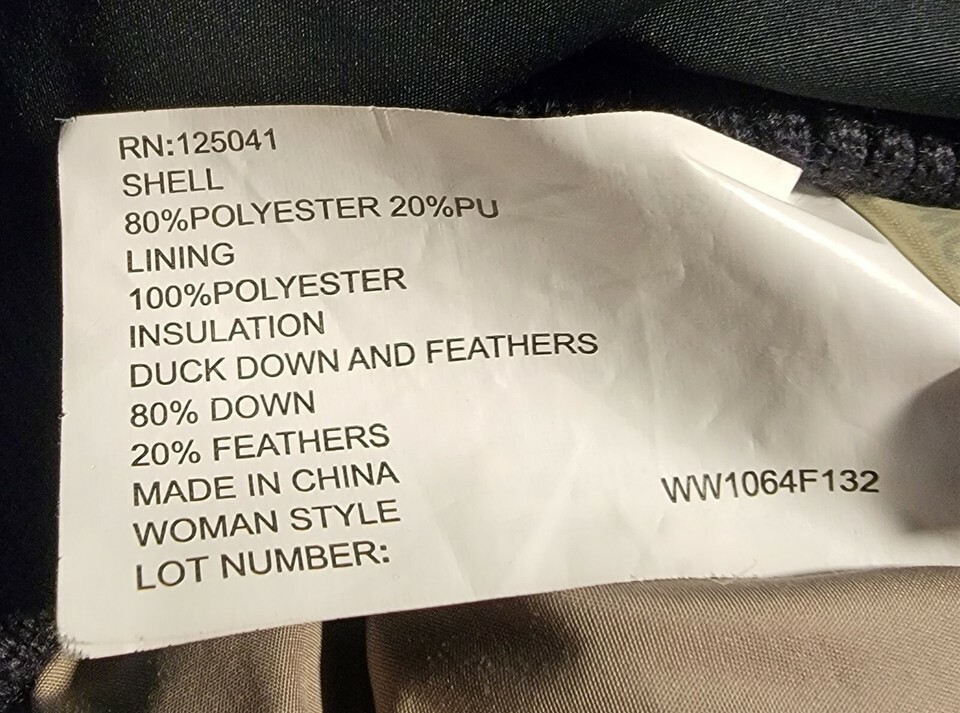 RN:125041
SHELL
80%POLYESTER 20%PU
LINING
100%POLYESTER
INSULATION
DUCK DOWN AND FEATHERS
80% DOWN
20% FEATHERS
MADE IN CHINA
WOMAN STYLE WW1064F132
LOT NUMBER: